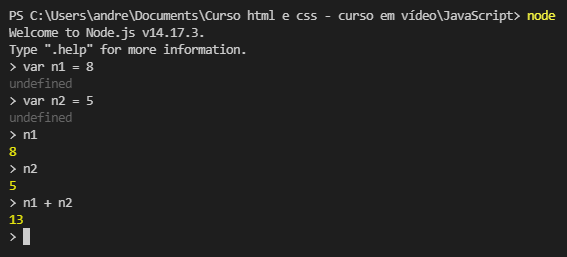 PS C:\Users\andre\Documents\Curso html e css - curso em vídeo\JavaScript> node
Welcome to Node.js v14.17.3.
Type ".help" for more information.
> var n1 = 8
undefined
> var n2 = 5
undefined
> n1
8
> n2
5
> n1 + n2
13
>